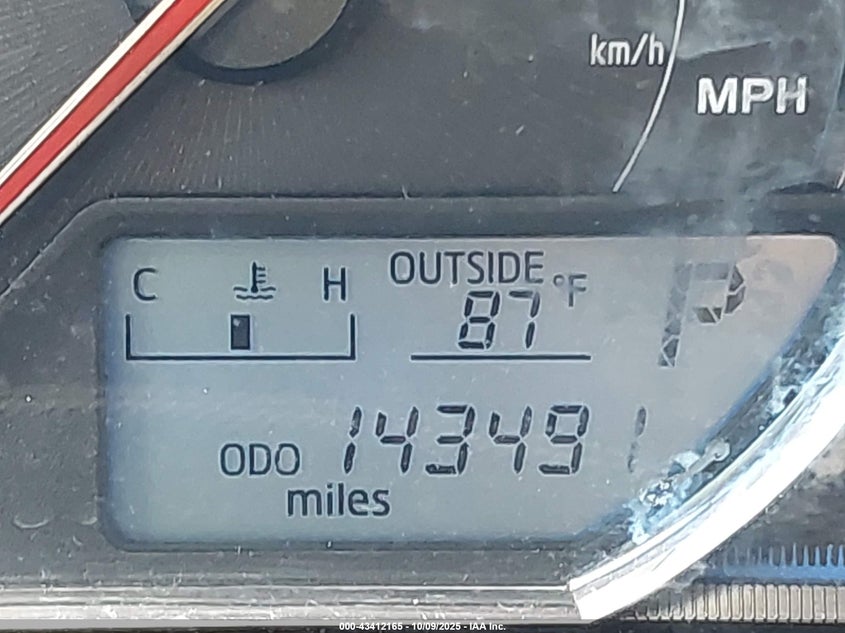 km/h
MPH
C H OUTSIDE °F
87
P
ODO 143491
miles
000-43412165 - 10/09/2025 - IAA Inc.